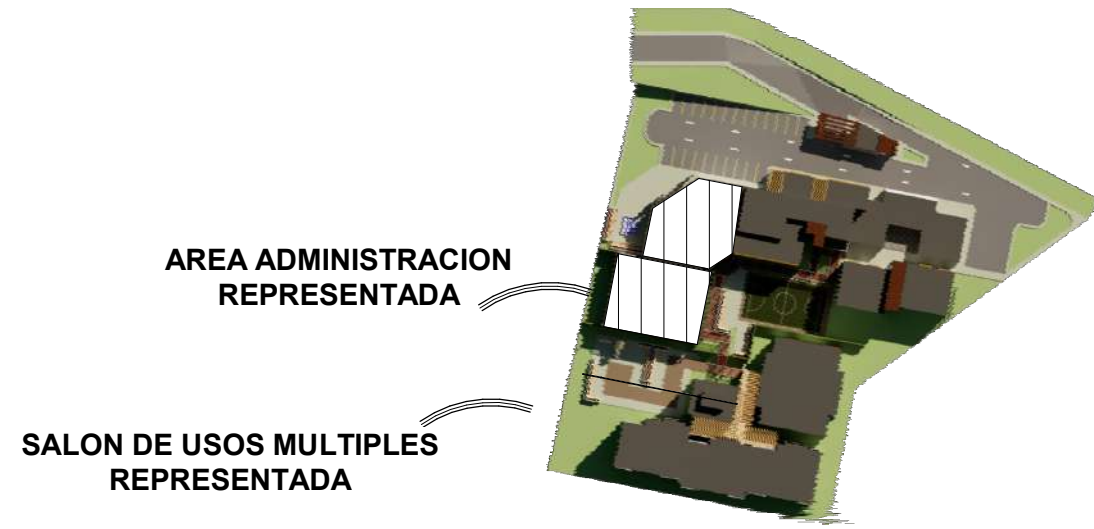 AREA ADMINISTRACION
REPRESENTADA
SALON DE USOS MULTIPLES
REPRESENTADA